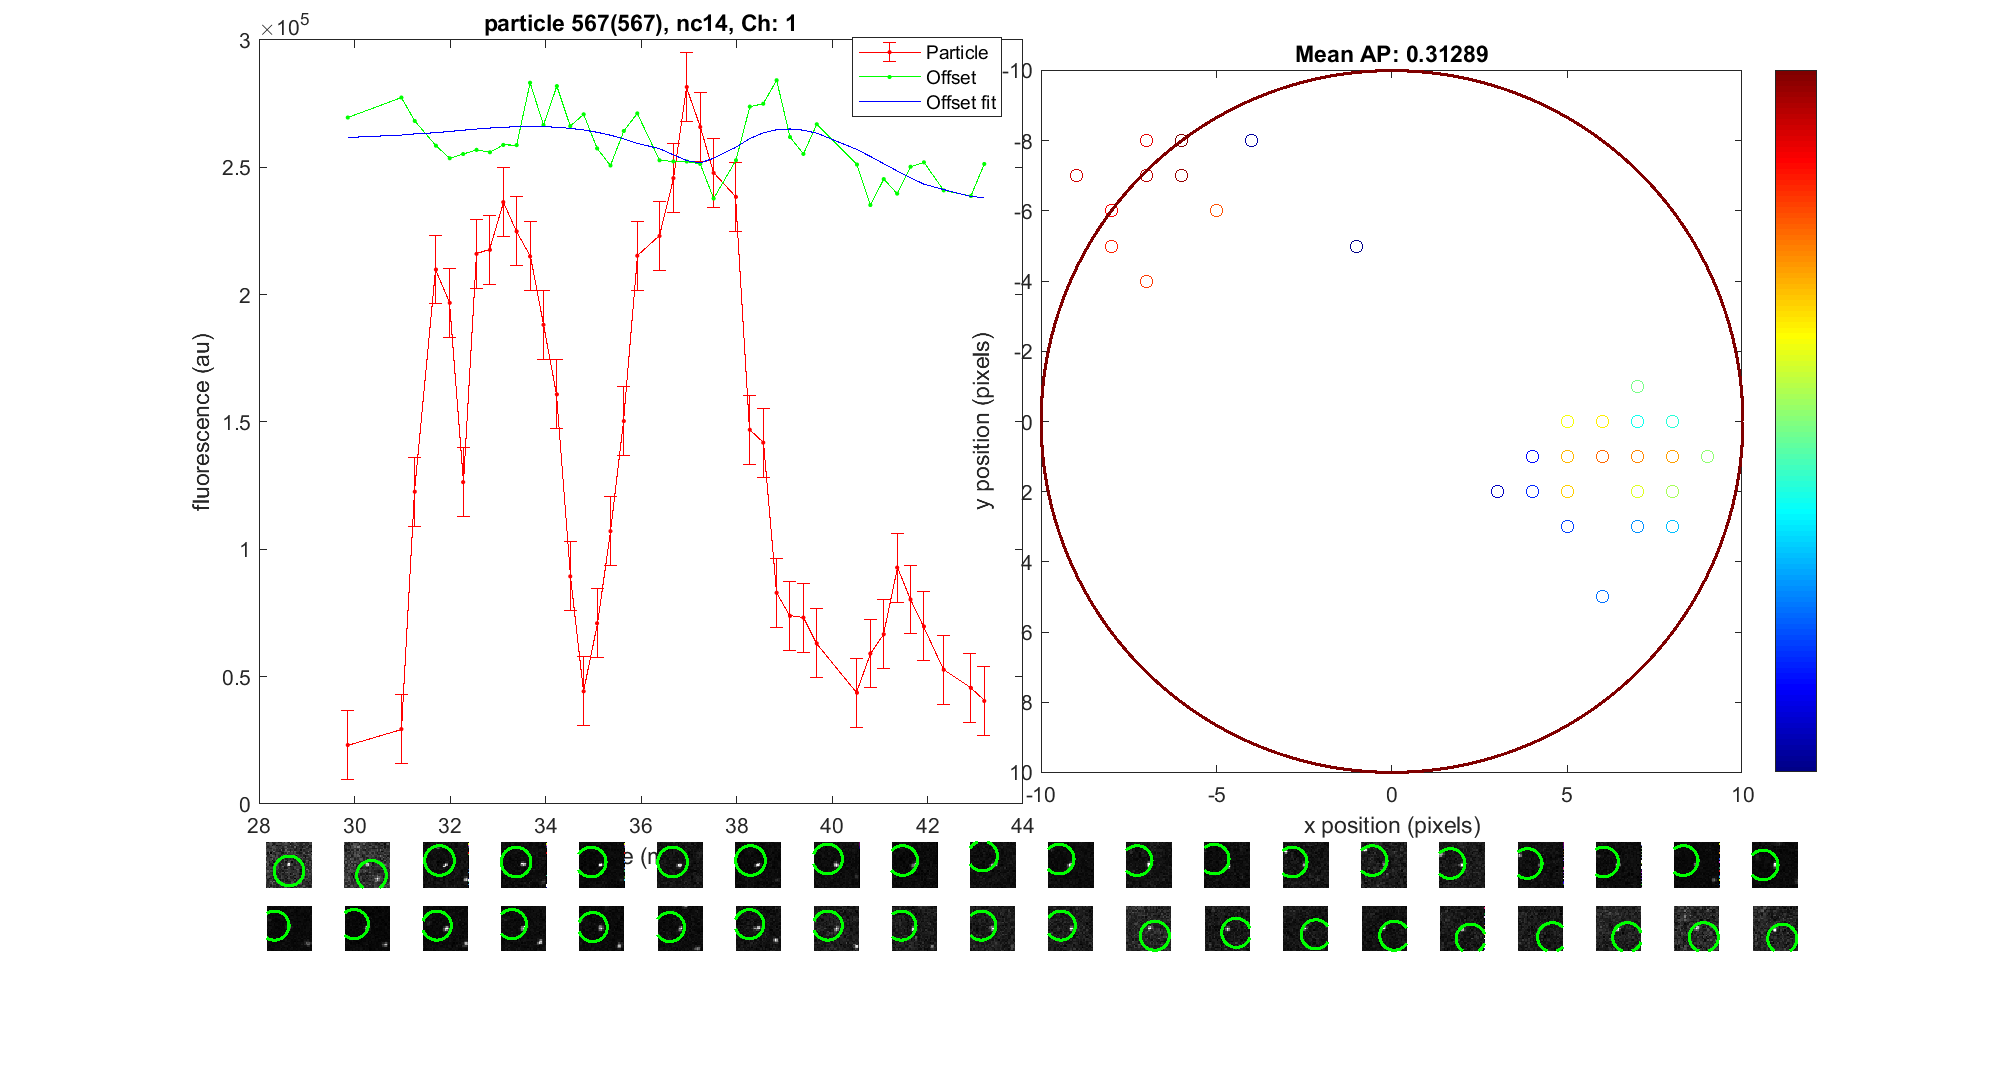 particle 567(567), nc14, Ch: 1
×10^5
3
2.5
2
1.5
1
0.5
0
fluorescence (au)
28 30 32 34 36 38 40 42 44
Particle
Offset
Offset fit
Mean AP: 0.31289
-10
-8
-6
-4
-2
0
2
4
6
8
10
y position (pixels)
-10 -5 0 5 10
x position (pixels)